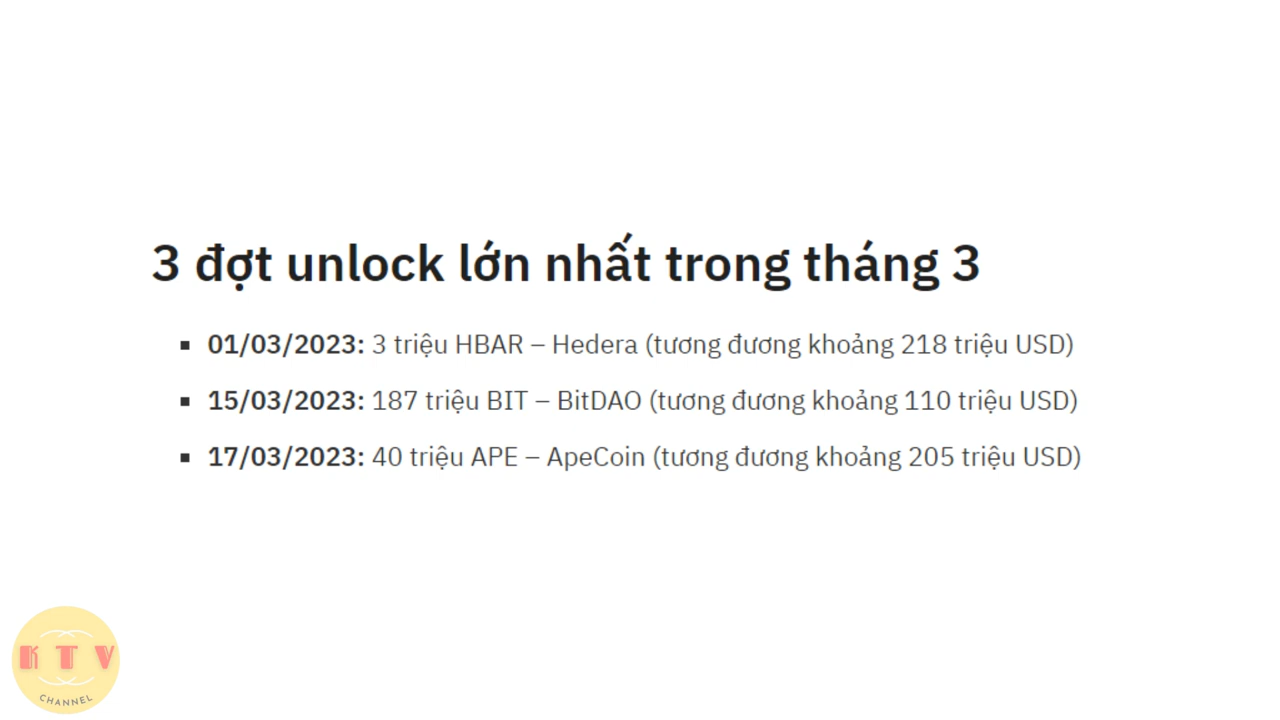 3 đợt unlock lớn nhất trong tháng 3
01/03/2023: 3 triệu HBAR – Hedera (tương đương khoảng 218 triệu USD)
15/03/2023: 187 triệu BIT – BitDAO (tương đương khoảng 110 triệu USD)
17/03/2023: 40 triệu APE – ApeCoin (tương đương khoảng 205 triệu USD)
KTV
CHANNEL